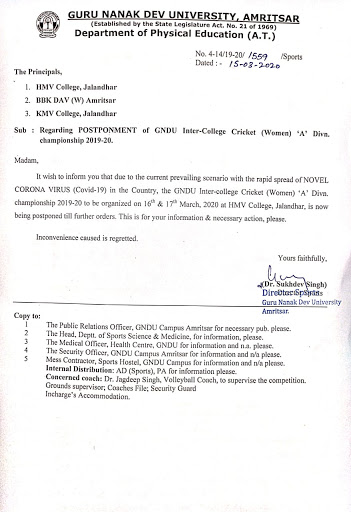 GURU NANAK DEV UNIVERSITY, AMRITSAR
(Established by the State Legislature Act. No. 21 of 1969)
Department of Physical Education (A.T.)
No. 4-14/19-20/ 1559 /Sports
Dated : - 15-03-2020
The Principals,
1. HMV College, Jalandhar
2. BBK DAV (W) Amritsar
3. KMV College, Jalandhar
Sub : Regarding POSTPONMENT of GNDU Inter-College Cricket (Women) ‘A’ Divn.
championship 2019-20.
Madam,
It wish to inform you that due to the current prevailing scenario with the rapid spread of NOVEL
CORONA VIRUS (Covid-19) in the Country, the GNDU Inter-college Cricket (Women) ‘A’ Divn.
championship 2019-20 to be organized on 16th & 17th March, 2020 at HMV College, Jalandhar, is now
being postponed till further orders. This is for your information & necessary action, please.
Inconvenience caused is regretted.
Yours faithfully,
(Dr. Sukhdev Singh)
Director Sports
Guru Nanak Dev University
Amritsar.
Copy to:
1 The Public Relations Officer, GNDU Campus Amritsar for necessary pub. please.
2 The Head, Deptt. of Sports Science & Medicine, for information, please.
3 The Medical Officer, Health Centre, GNDU for information and n.a. please.
4 The Security Officer, GNDU Campus Amritsar for information and n/a please.
5 Mess Contractor, Sports Hostel, GNDU Campus for information and n/a please.
Internal Distribution: AD (Sports), PA for information please.
Concerned coach: Dr. Jagdeep Singh, Volleyball Coach, to supervise the competition.
Grounds supervisor; Coaches File; Security Guard
Incharge's Accommodation.